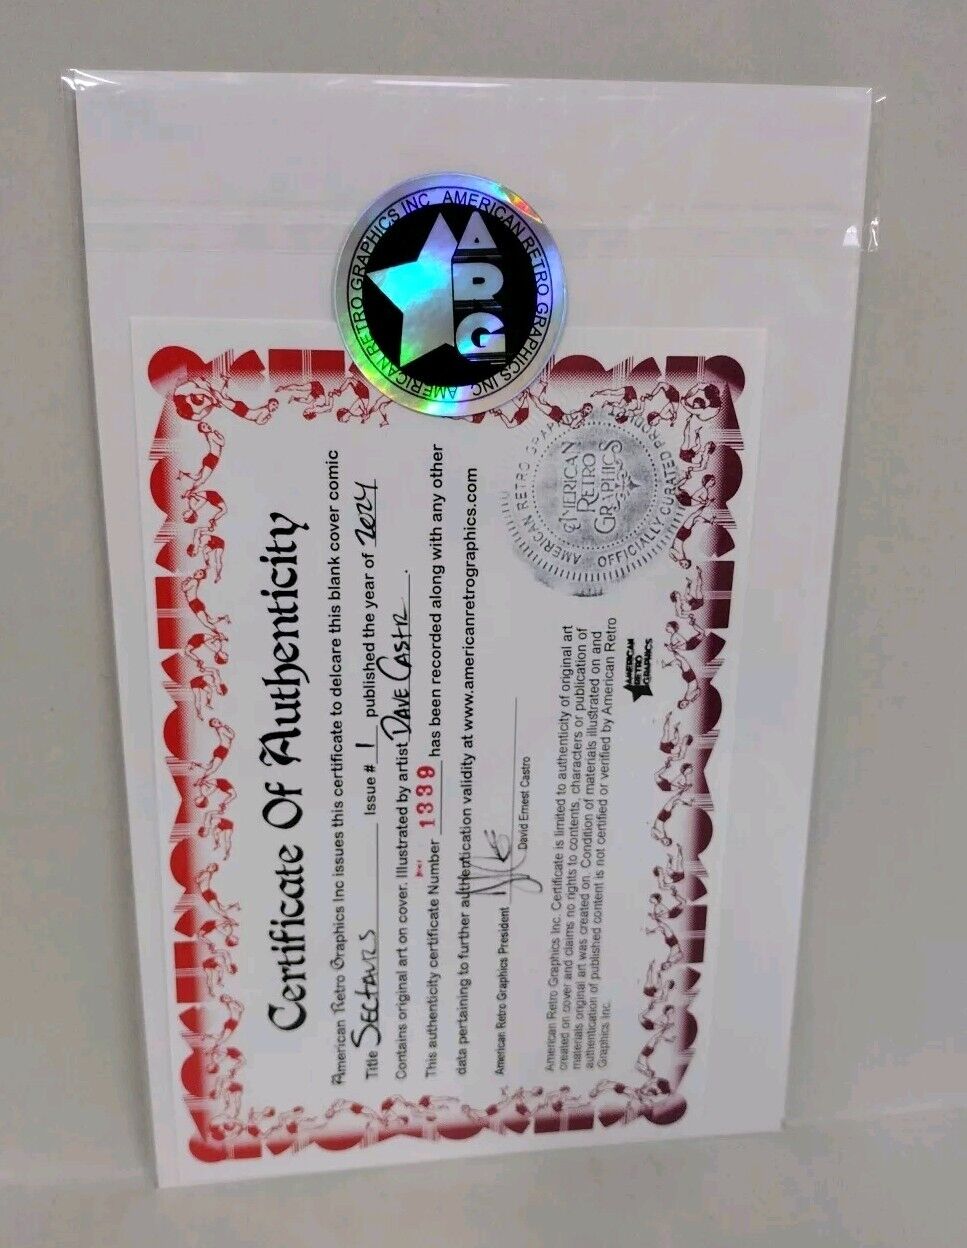 AMERICAN RETRO GRAPHICS INC. AMERICAN RETRO GRAPHICS INC.
ARG
Certificate Of Authenticity
American Retro Graphics Inc issues this certificate to delcare this blank cover comic
Title SECTAURS Issue # 1 published the year of 2024
Contains original art on cover. Illustrated by artist DAVE CASTR.
This authenticity certificate Number 1339 has been recorded along with any other
data pertaining to further authentication validity at www.americanretrographics.com
American Retro Graphics President
David Ernest Castro
AMERICAN RETRO
AMERICAN
RETRO
GRAPHICS
OFFICIALLY CURATED
American Retro Graphics Inc. Certificate is limited to authenticity of original art
created on cover and claims no rights to contents, characters or publication of
materials original art was created on. Condition of materials illustrated on and
authentication of published content is not certified or verified by American Retro
Graphics Inc.
AMERICAN
RETRO
GRAPHICS